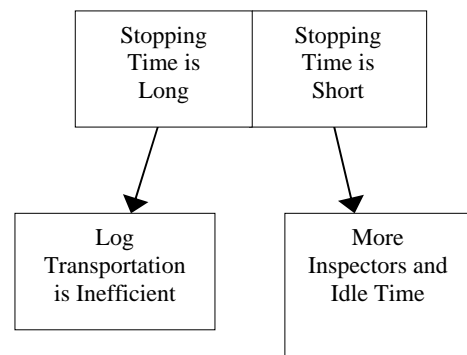 Stopping
Time is
Long
Stopping
Time is
Short
Log
Transportation
is Inefficient
More
Inspectors and
Idle Time